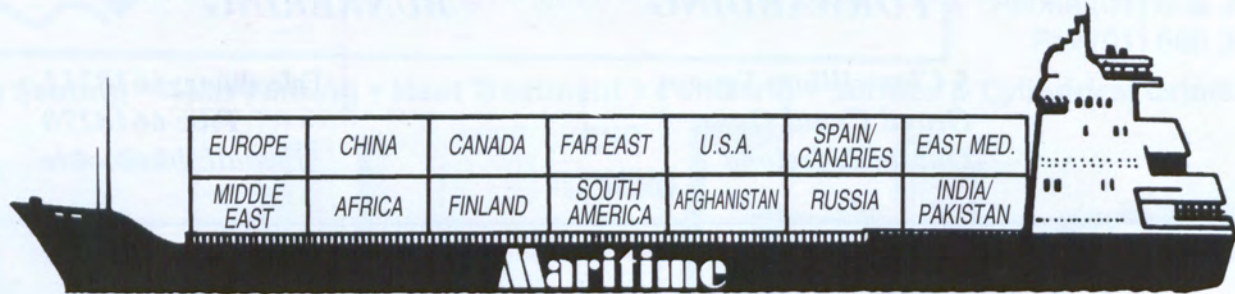 EUROPE CHINA CANADA FAR EAST U.S.A. SPAIN/ CANARIES EAST MED.
MIDDLE EAST AFRICA FINLAND SOUTH AMERICA AFGHANISTAN RUSSIA INDIA/ PAKISTAN
Maritime